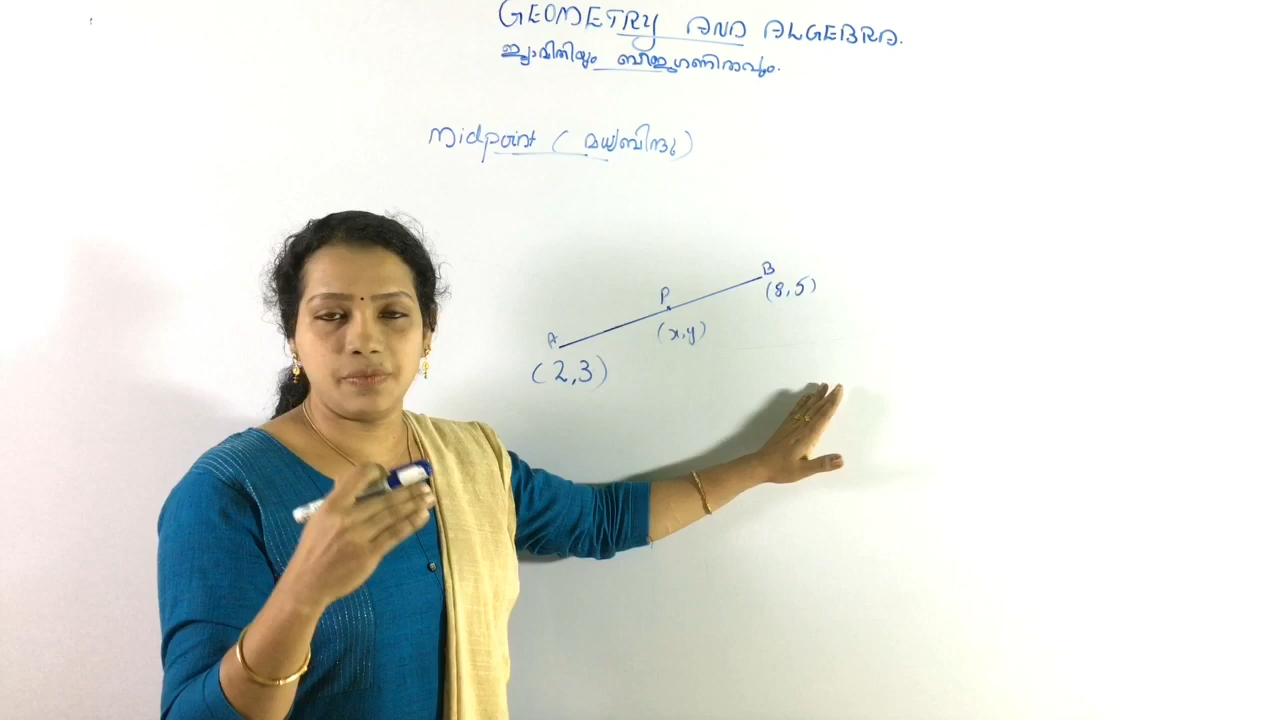 GEOMETRY AND ALGEBRA.
ജ്യാമിതിയും ബീജഗണിതവും.
Midpoint ( മധ്യബിന്ദു )
B
(8,5)
P
(x,y)
A
(2,3)